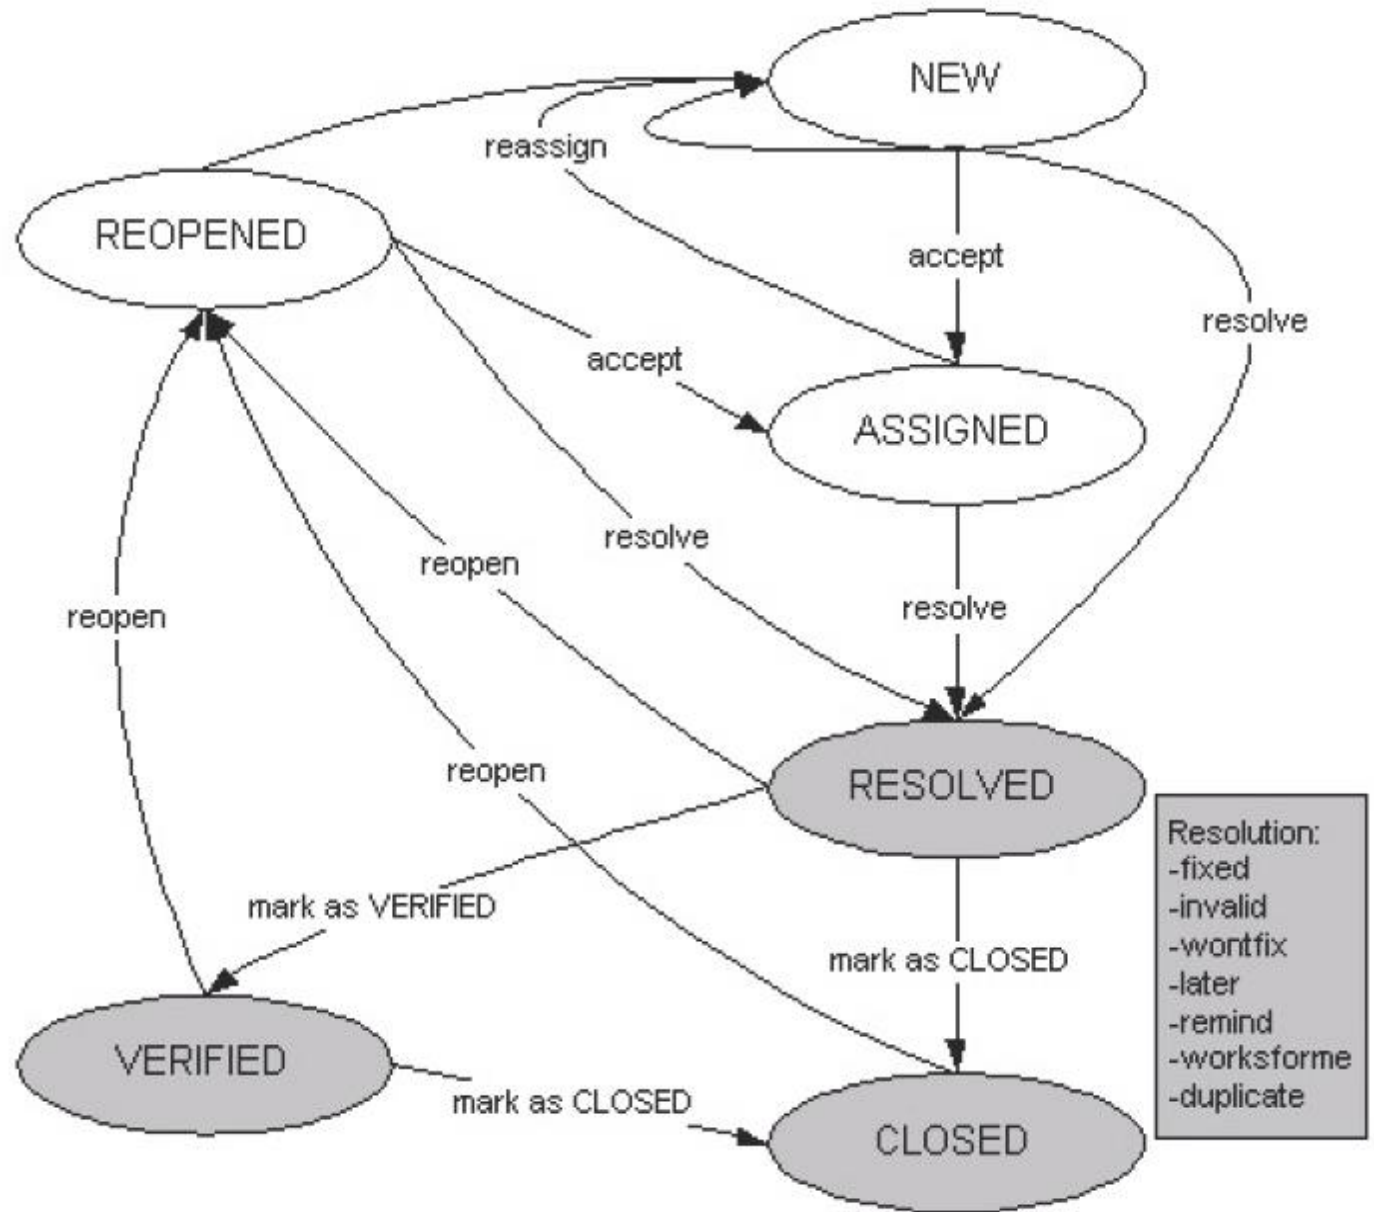 NEW
reassign
REOPENED
accept
resolve
accept
ASSIGNED
resolve
reopen
resolve
reopen
reopen
RESOLVED
Resolution:
-fixed
-invalid
-wontfix
-later
-remind
-worksforme
-duplicate
mark as VERIFIED
mark as CLOSED
VERIFIED
mark as CLOSED
CLOSED